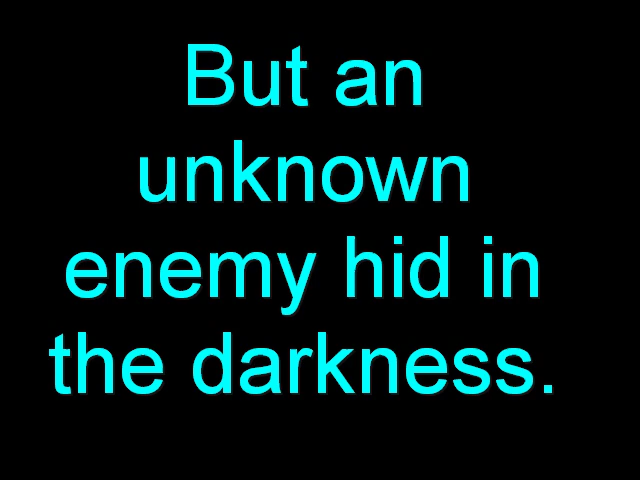 But an
unknown
enemy hid in
the darkness.